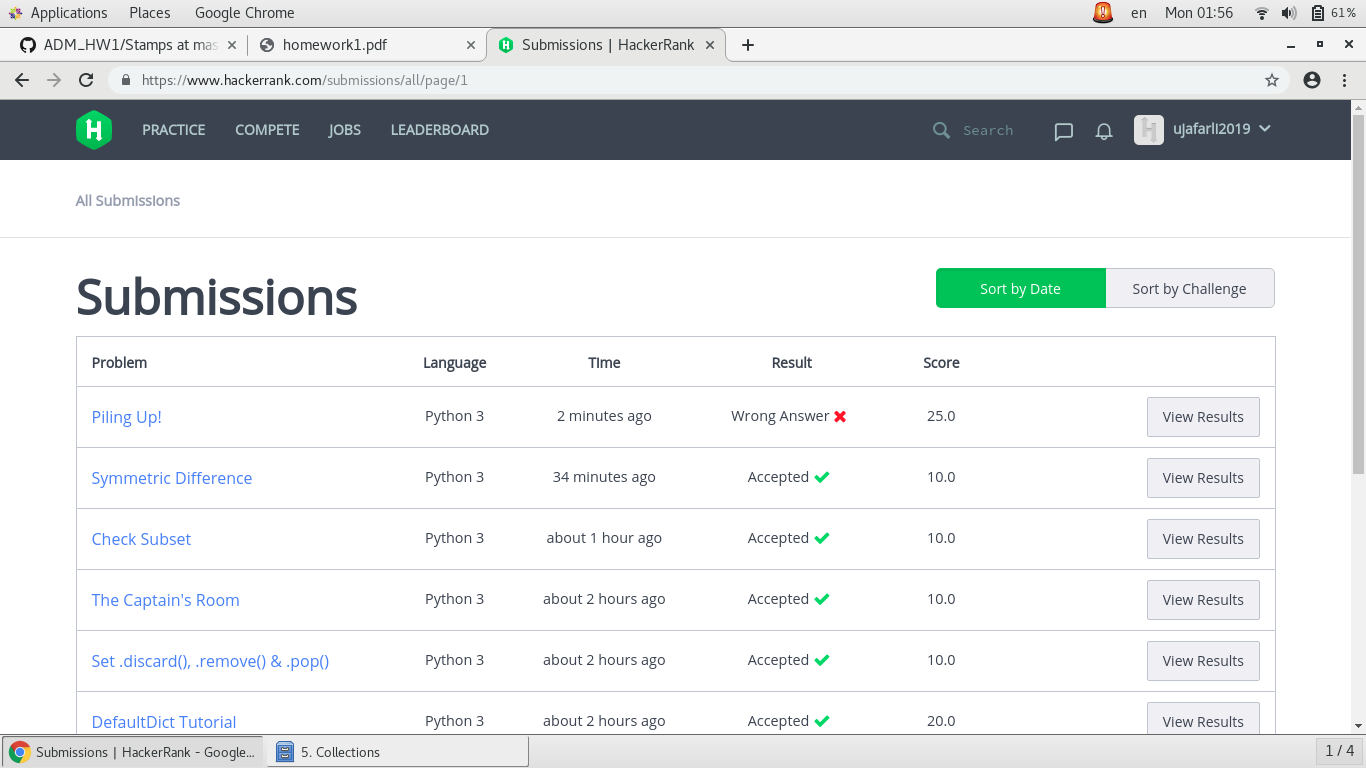 Applications Places Google Chrome en Mon 01:56 61%
ADM_HW1/Stamps at mas homework1.pdf Submissions | HackerRank
https://www.hackerrank.com/submissions/all/page/1
H PRACTICE COMPETE JOBS LEADERBOARD Search H ujafarli2019
All Submissions
Submissions Sort by Date Sort by Challenge
Problem Language Time Result Score
Piling Up! Python 3 2 minutes ago Wrong Answer 25.0 View Results
Symmetric Difference Python 3 34 minutes ago Accepted 10.0 View Results
Check Subset Python 3 about 1 hour ago Accepted 10.0 View Results
The Captain's Room Python 3 about 2 hours ago Accepted 10.0 View Results
Set .discard(), .remove() & .pop() Python 3 about 2 hours ago Accepted 10.0 View Results
DefaultDict Tutorial Python 3 about 2 hours ago Accepted 20.0 View Results
Submissions | HackerRank - Google... 5. Collections 1 / 4